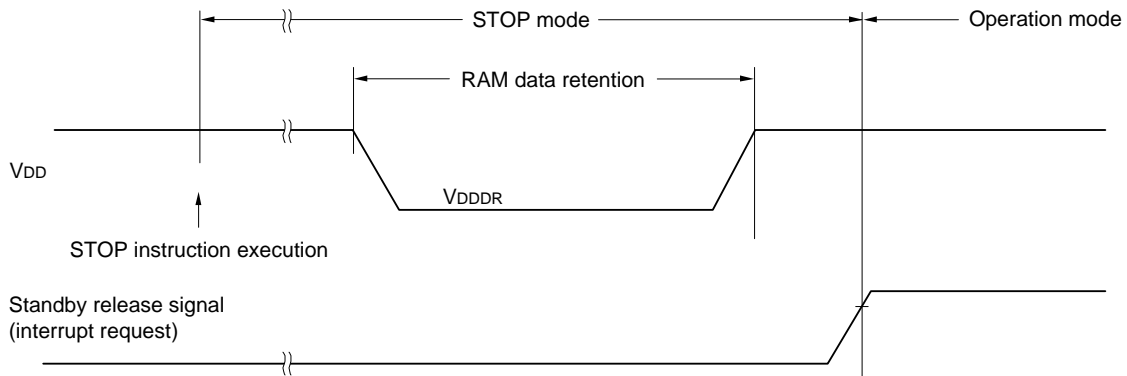 STOP mode
Operation mode
RAM data retention
VDD
VDDDR
STOP instruction execution
Standby release signal
(interrupt request)